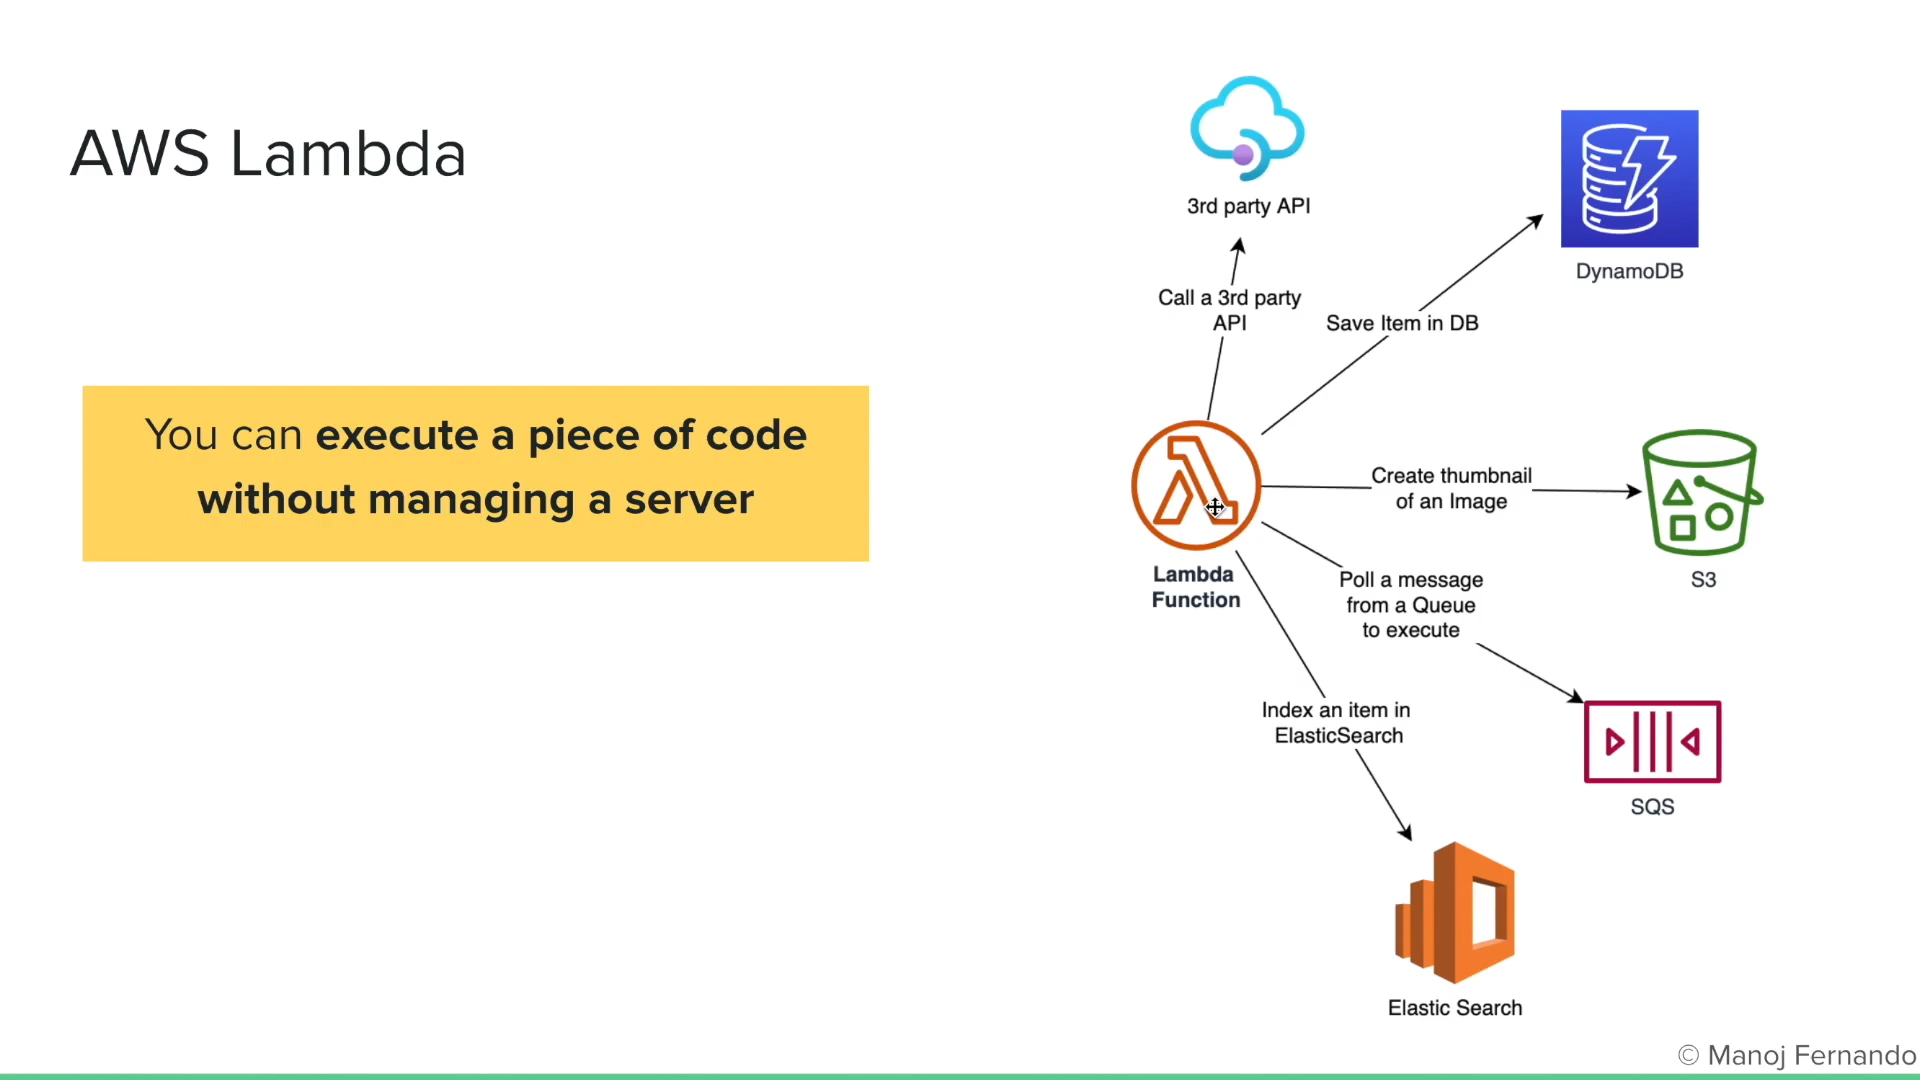 AWS Lambda
You can execute a piece of code
without managing a server
3rd party API
Call a 3rd party
API
DynamoDB
Save Item in DB
Lambda
Function
Create thumbnail
of an Image
S3
Poll a message
from a Queue
to execute
SQS
Index an item in
ElasticSearch
Elastic Search
© Manoj Fernando